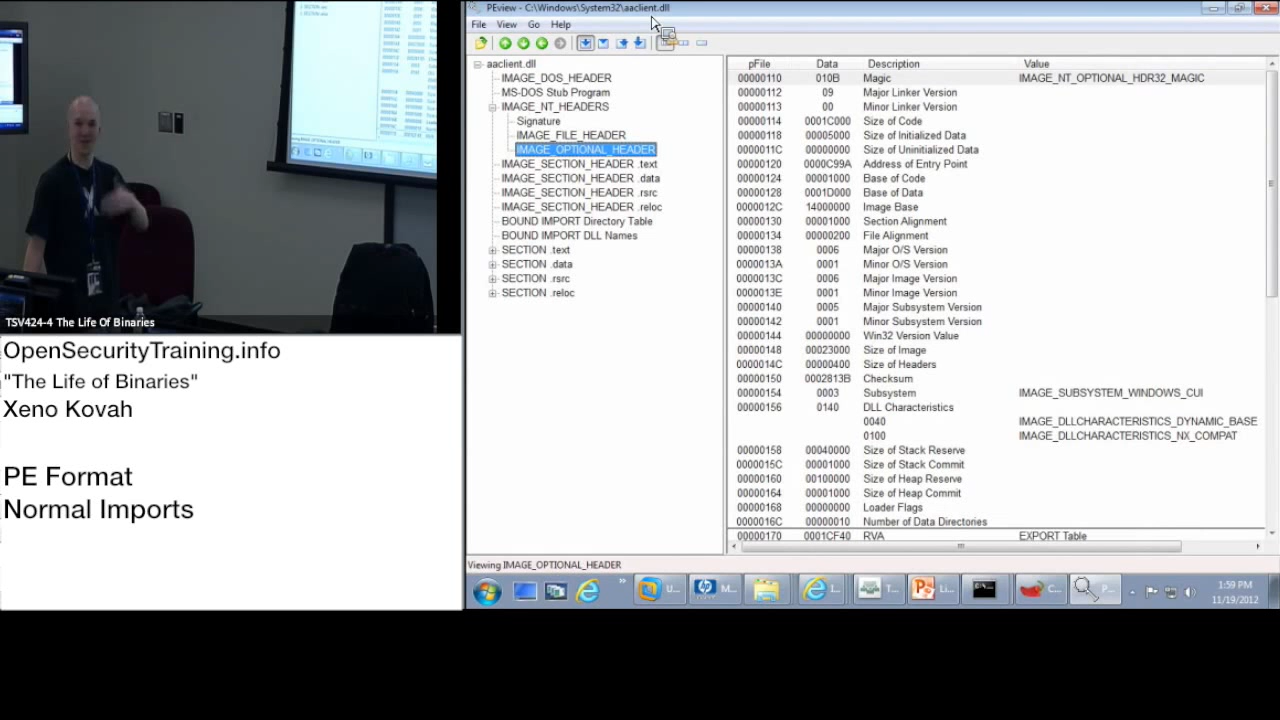 TSV424-4 The Life Of Binaries
OpenSecurityTraining.info
"The Life of Binaries"
Xeno Kovah
PE Format
Normal Imports
PEview - C:\Windows\System32\aaclient.dll
File View Go Help
aaclient.dll
IMAGE_DOS_HEADER
MS-DOS Stub Program
IMAGE_NT_HEADERS
Signature
IMAGE_FILE_HEADER
IMAGE_OPTIONAL_HEADER
IMAGE_SECTION_HEADER .text
IMAGE_SECTION_HEADER .data
IMAGE_SECTION_HEADER .rsrc
IMAGE_SECTION_HEADER .reloc
BOUND IMPORT Directory Table
BOUND IMPORT DLL Names
SECTION .text
SECTION .data
SECTION .rsrc
SECTION .reloc
pFile Data Description Value
00000110 010B Magic IMAGE_NT_OPTIONAL_HDR32_MAGIC
00000112 09 Major Linker Version
00000113 00 Minor Linker Version
00000114 0001C000 Size of Code
00000118 00005000 Size of Initialized Data
0000011C 00000000 Size of Uninitialized Data
00000120 0000C99A Address of Entry Point
00000124 00001000 Base of Code
00000128 0001D000 Base of Data
0000012C 14000000 Image Base
00000130 00001000 Section Alignment
00000134 00000200 File Alignment
00000138 0006 Major O/S Version
0000013A 0001 Minor O/S Version
0000013C 0006 Major Image Version
0000013E 0001 Minor Image Version
00000140 0005 Major Subsystem Version
00000142 0001 Minor Subsystem Version
00000144 00000000 Win32 Version Value
00000148 00023000 Size of Image
0000014C 00000400 Size of Headers
00000150 0002813B Checksum
00000154 0003 Subsystem IMAGE_SUBSYSTEM_WINDOWS_CUI
00000156 0140 DLL Characteristics
0040 IMAGE_DLLCHARACTERISTICS_DYNAMIC_BASE
0100 IMAGE_DLLCHARACTERISTICS_NX_COMPAT
00000158 00040000 Size of Stack Reserve
0000015C 00001000 Size of Stack Commit
00000160 00100000 Size of Heap Reserve
00000164 00001000 Size of Heap Commit
00000168 00000000 Loader Flags
0000016C 00000010 Number of Data Directories
00000170 0001CF40 RVA EXPORT Table
Viewing IMAGE_OPTIONAL_HEADER
U... M... 1... T... Li... C... P...
1:59 PM
11/19/2012